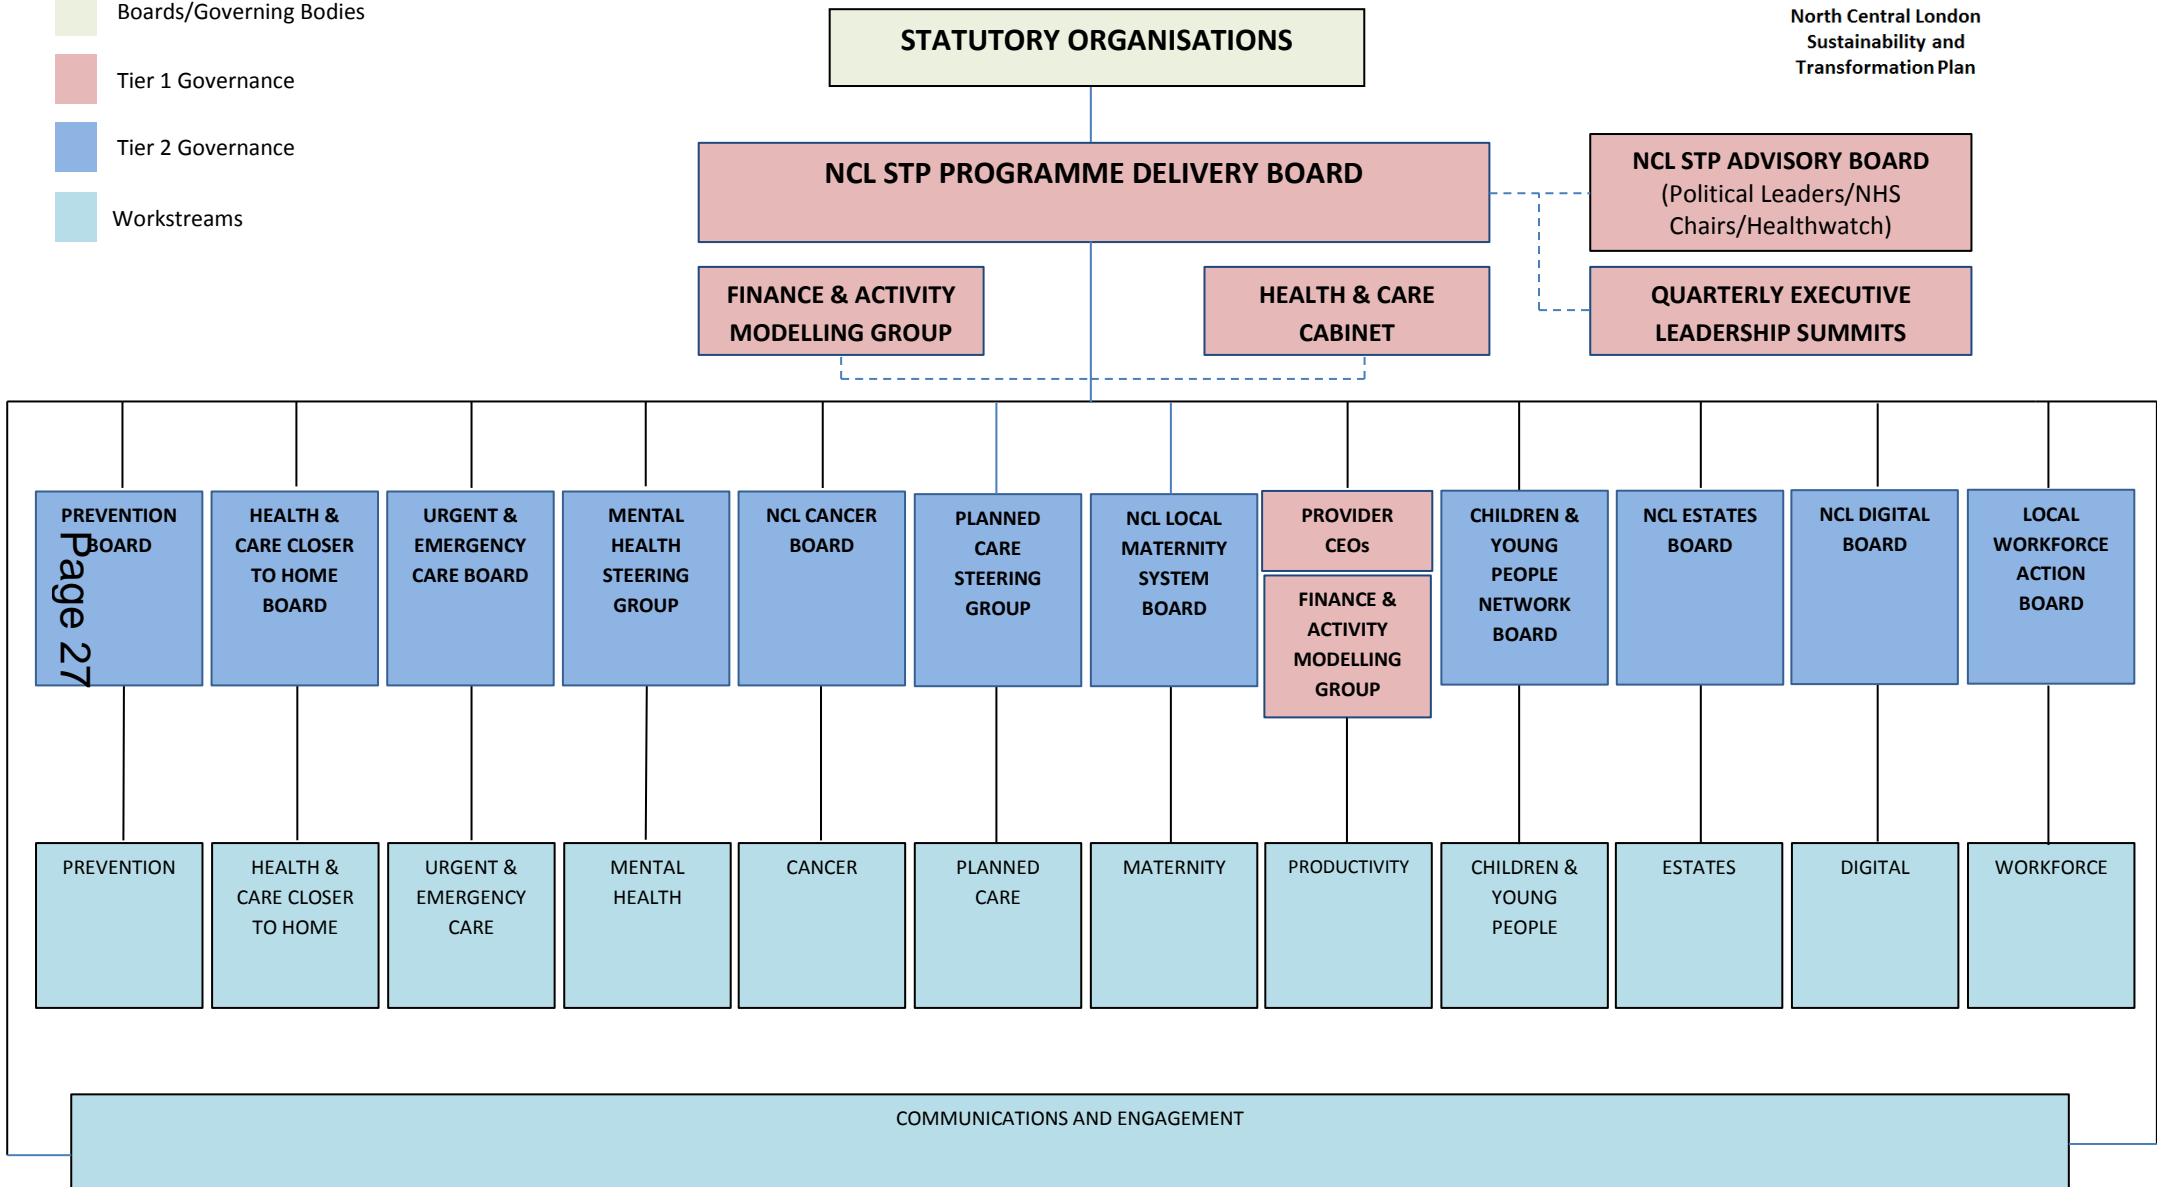 Boards/Governing Bodies
Tier 1 Governance
Tier 2 Governance
Workstreams
STATUTORY ORGANISATIONS
North Central London
Sustainability and
Transformation Plan
NCL STP PROGRAMME DELIVERY BOARD
NCL STP ADVISORY BOARD
(Political Leaders/NHS
Chairs/Healthwatch)
FINANCE & ACTIVITY
MODELLING GROUP
HEALTH & CARE
CABINET
QUARTERLY EXECUTIVE
LEADERSHIP SUMMITS
PREVENTION
BOARD
HEALTH &
CARE CLOSER
TO HOME
BOARD
URGENT &
EMERGENCY
CARE BOARD
MENTAL
HEALTH
STEERING
GROUP
NCL CANCER
BOARD
PLANNED
CARE
STEERING
GROUP
NCL LOCAL
MATERNITY
SYSTEM
BOARD
PROVIDER
CEOs
FINANCE &
ACTIVITY
MODELLING
GROUP
CHILDREN &
YOUNG
PEOPLE
NETWORK
BOARD
NCL ESTATES
BOARD
NCL DIGITAL
BOARD
LOCAL
WORKFORCE
ACTION
BOARD
Page 27
PREVENTION
HEALTH &
CARE CLOSER
TO HOME
URGENT &
EMERGENCY
CARE
MENTAL
HEALTH
CANCER
PLANNED
CARE
MATERNITY
PRODUCTIVITY
CHILDREN &
YOUNG
PEOPLE
ESTATES
DIGITAL
WORKFORCE
COMMUNICATIONS AND ENGAGEMENT